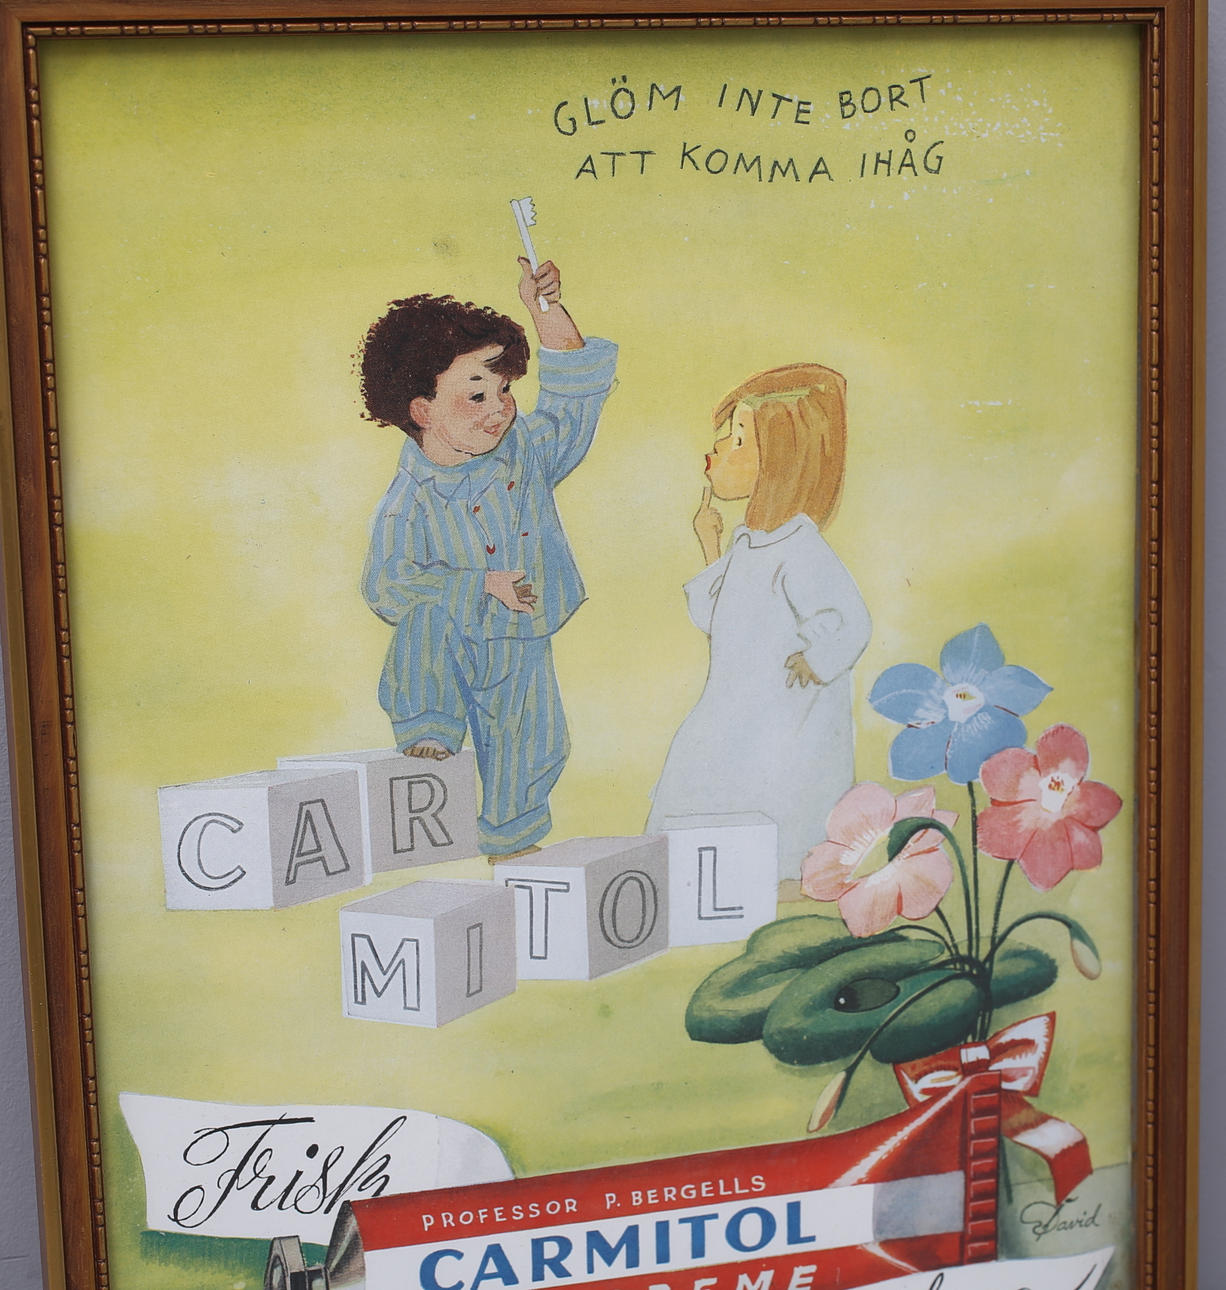 GLÖM INTE BORT
ATT KOMMA IHÅG
CAR
MITOL
Frisk
PROFESSOR P. BERGELLS
CARMITOL
David